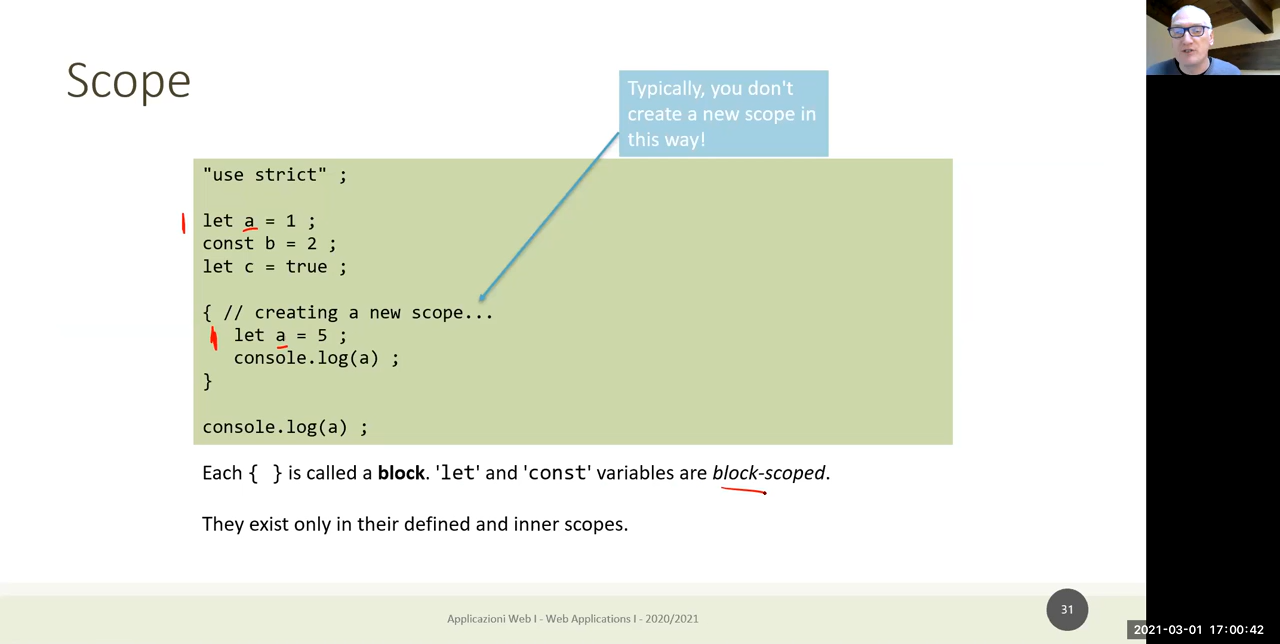 Scope
Typically, you don't
create a new scope in
this way!
"use strict" ;
let a = 1 ;
const b = 2 ;
let c = true ;
{ // creating a new scope...
let a = 5 ;
console.log(a) ;
}
console.log(a) ;
Each { } is called a block. 'let' and 'const' variables are block-scoped.
They exist only in their defined and inner scopes.
Applicazioni Web I - Web Applications I - 2020/2021
31
2021-03-01 17:00:42